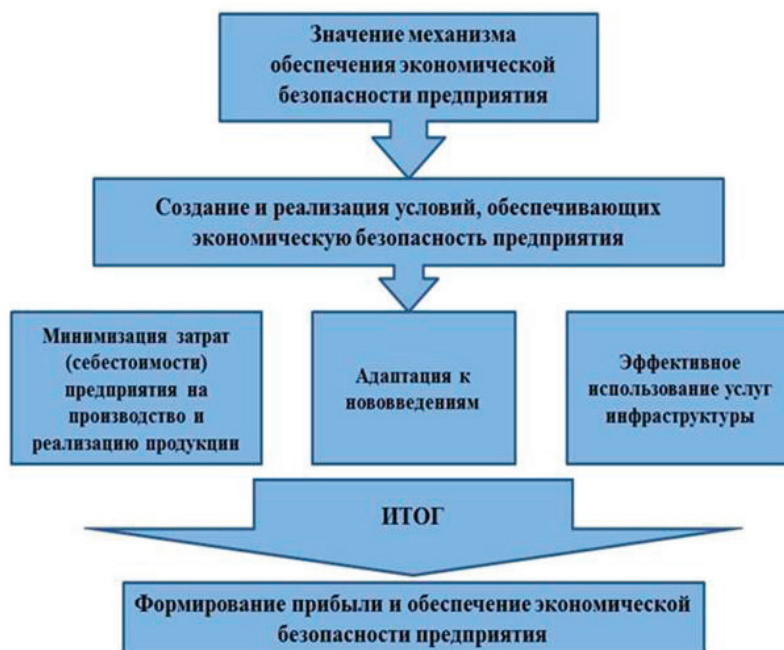 Значение механизма
обеспечения экономической
безопасности предприятия
Создание и реализация условий, обеспечивающих
экономическую безопасность предприятия
Минимизация затрат
(себестоимости)
предприятия на
производство и
реализацию продукции
Адаптация к
нововведениям
Эффективное
использование услуг
инфраструктуры
ИТОГ
Формирование прибыли и обеспечение экономической
безопасности предприятия